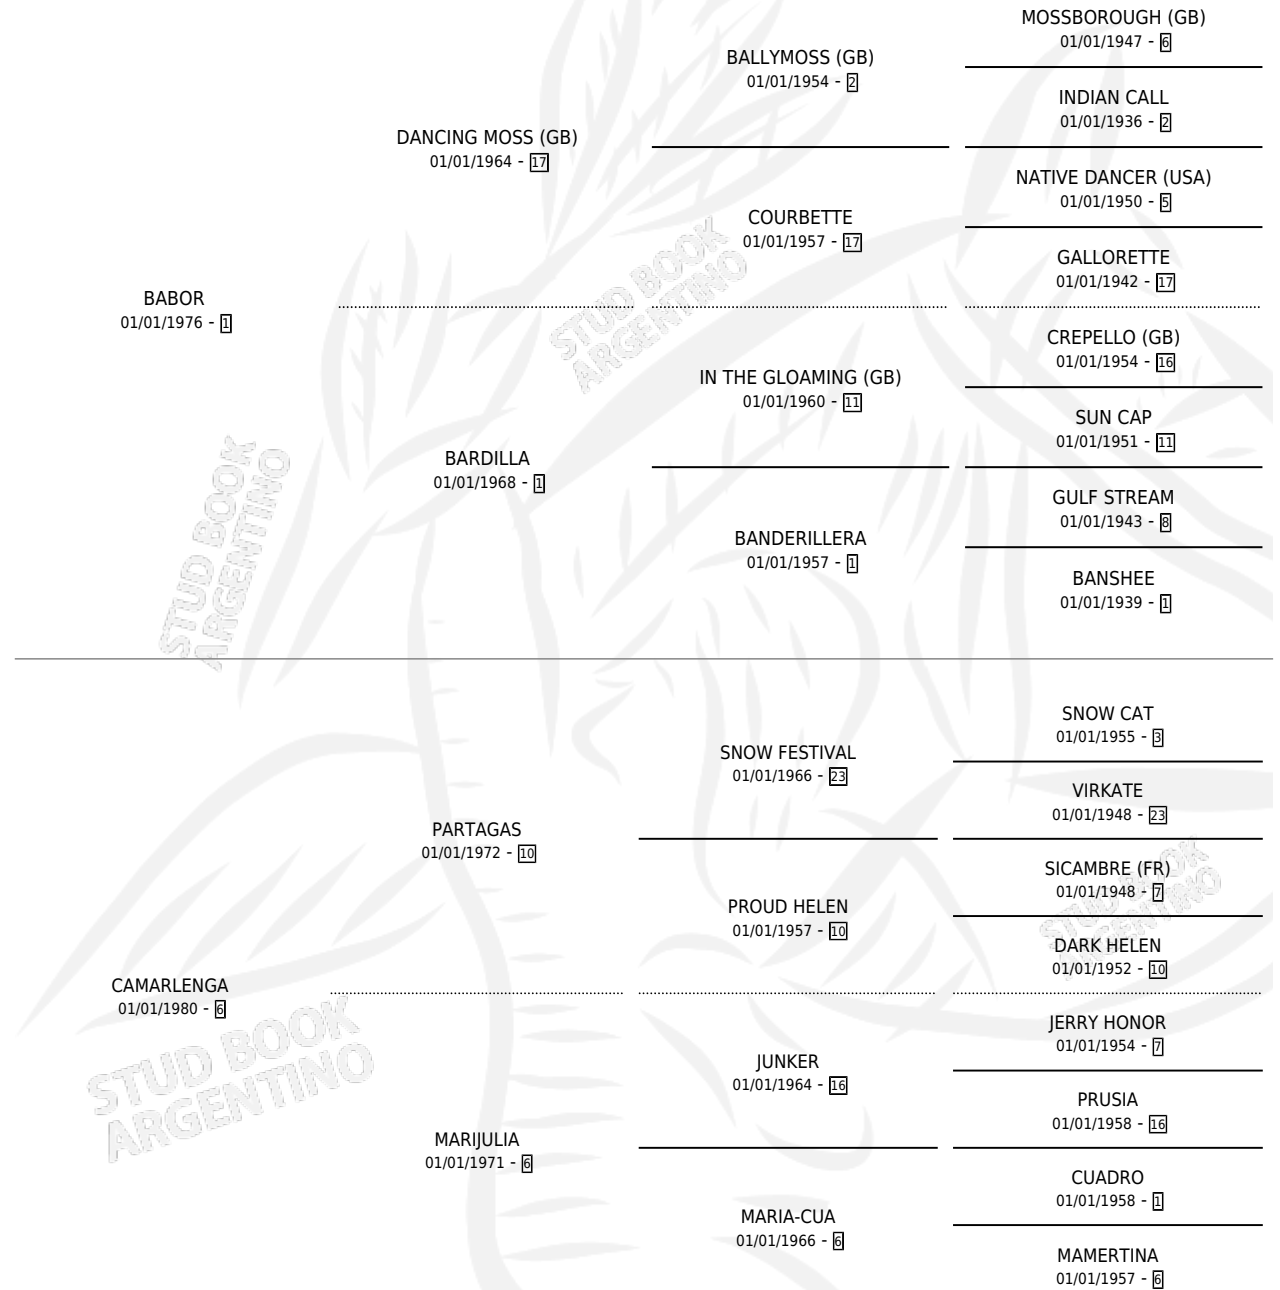 MOSSBOROUGH (GB)
01/01/1947 - 6
BALLYMOSS (GB)
01/01/1954 - 2
INDIAN CALL
01/01/1936 - 2
DANCING MOSS (GB)
01/01/1964 - 17
NATIVE DANCER (USA)
01/01/1950 - 5
COURBETTE
01/01/1957 - 17
GALLORETTE
01/01/1942 - 17
BABOR
01/01/1976 - 1
CREPELLO (GB)
01/01/1954 - 16
IN THE GLOAMING (GB)
01/01/1960 - 11
SUN CAP
01/01/1951 - 11
BARDILLA
01/01/1968 - 1
GULF STREAM
01/01/1943 - 8
BANDERILLERA
01/01/1957 - 1
BANSHEE
01/01/1939 - 1
SNOW CAT
01/01/1955 - 3
SNOW FESTIVAL
01/01/1966 - 23
VIRKATE
01/01/1948 - 23
PARTAGAS
01/01/1972 - 10
SICAMBRE (FR)
01/01/1948 - 7
PROUD HELEN
01/01/1957 - 10
DARK HELEN
01/01/1952 - 10
CAMARLENGA
01/01/1980 - 6
JERRY HONOR
01/01/1954 - 7
JUNKER
01/01/1964 - 16
PRUSIA
01/01/1958 - 16
MARIJULIA
01/01/1971 - 6
CUADRO
01/01/1958 - 1
MARIA-CUA
01/01/1966 - 6
MAMERTINA
01/01/1957 - 6
STUD BOOK
ARGENTINO
STUD BOOK
ARGENTINO
STUD BOOK
ARGENTINO
STUD BOOK
ARGENTINO